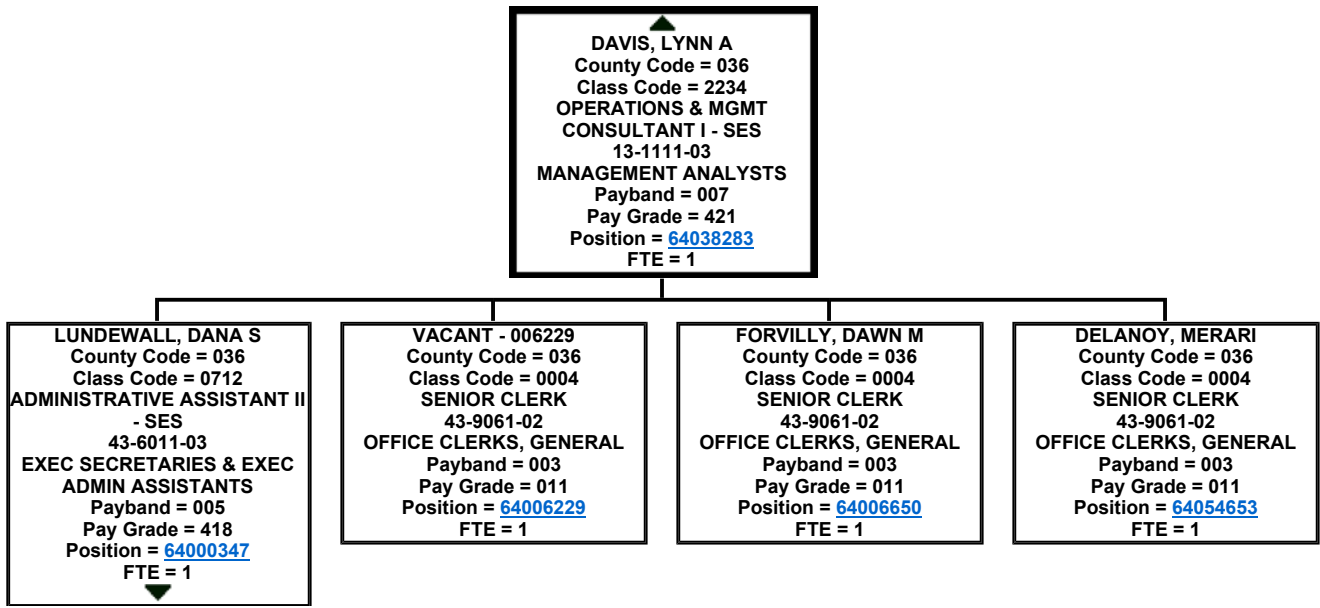 DAVIS, LYNN A
County Code = 036
Class Code = 2234
OPERATIONS & MGMT
CONSULTANT I - SES
13-1111-03
MANAGEMENT ANALYSTS
Payband = 007
Pay Grade = 421
Position = 64038283
FTE = 1
LUNDEWALL, DANA S
County Code = 036
Class Code = 0712
ADMINISTRATIVE ASSISTANT II
- SES
43-6011-03
EXEC SECRETARIES & EXEC
ADMIN ASSISTANTS
Payband = 005
Pay Grade = 418
Position = 64000347
FTE = 1
VACANT - 006229
County Code = 036
Class Code = 0004
SENIOR CLERK
43-9061-02
OFFICE CLERKS, GENERAL
Payband = 003
Pay Grade = 011
Position = 64006229
FTE = 1
FORVILLY, DAWN M
County Code = 036
Class Code = 0004
SENIOR CLERK
43-9061-02
OFFICE CLERKS, GENERAL
Payband = 003
Pay Grade = 011
Position = 64006650
FTE = 1
DELANOY, MERARI
County Code = 036
Class Code = 0004
SENIOR CLERK
43-9061-02
OFFICE CLERKS, GENERAL
Payband = 003
Pay Grade = 011
Position = 64054653
FTE = 1